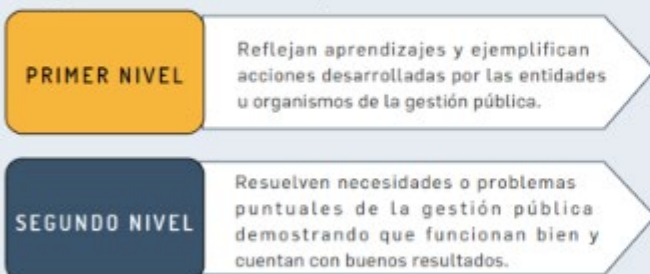 PRIMER NIVEL
Reflejan aprendizajes y ejemplifican
acciones desarrolladas por las entidades
u organismos de la gestión pública.
SEGUNDO NIVEL
Resuelven necesidades o problemas
puntuales de la gestión pública
demostrando que funcionan bien y
cuentan con buenos resultados.